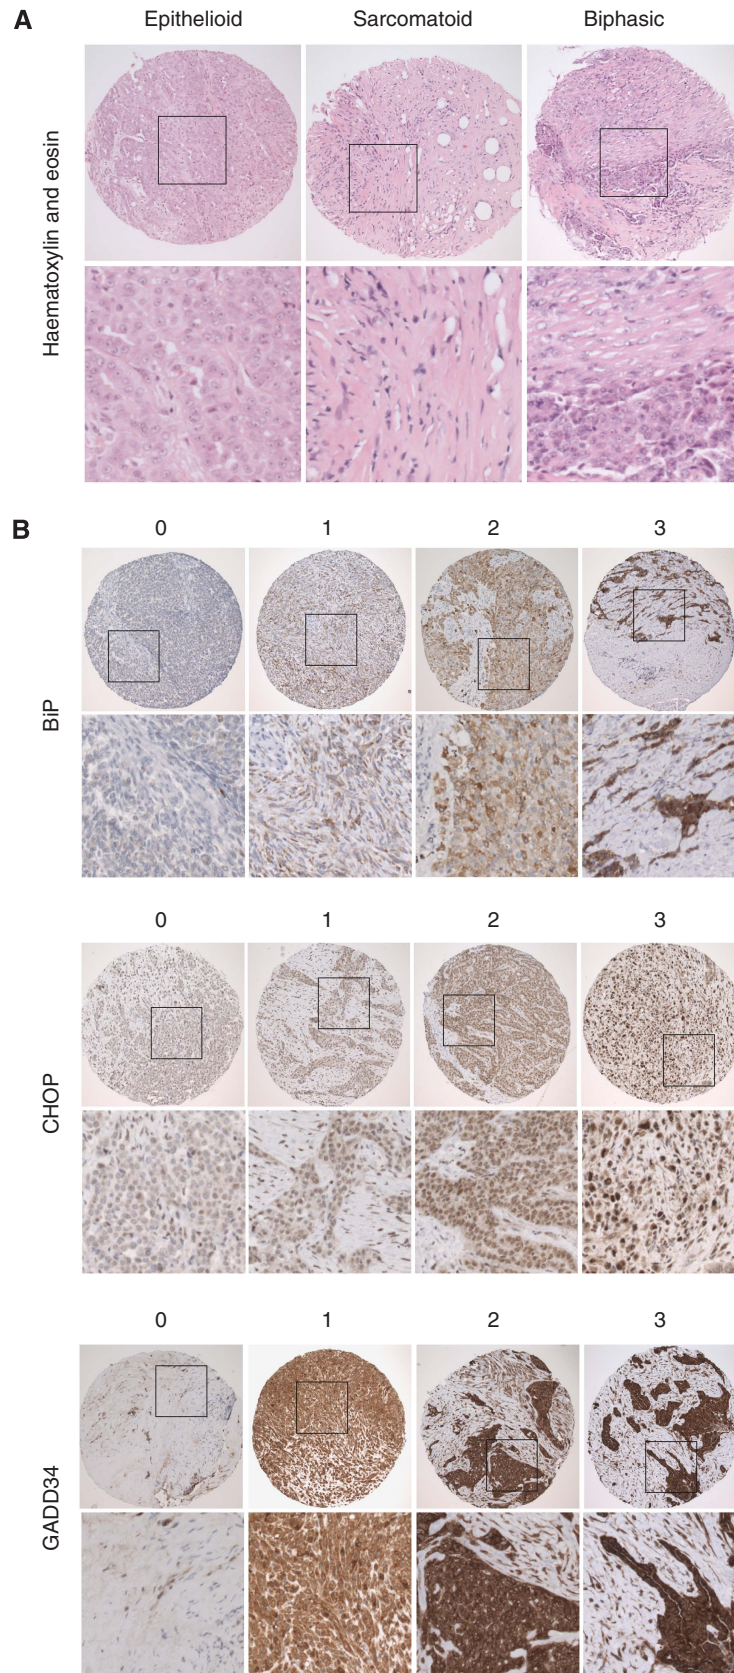 A
Epithelioid Sarcomatoid Biphasic
Haematoxylin and eosin
B
0 1 2 3
BiP
0 1 2 3
CHOP
0 1 2 3
GADD34